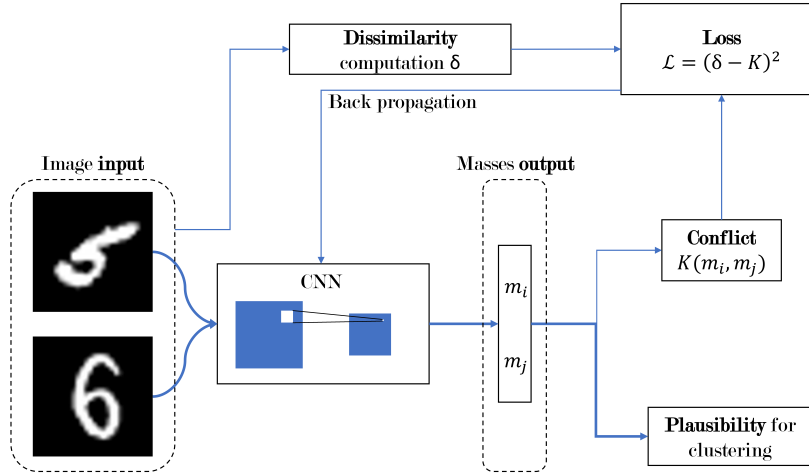 Dissimilarity
computation δ
Loss
ℒ = (δ − K)²
Back propagation
Image input
Masses output
5
6
CNN
m_i
m_j
Conflict
K(m_i, m_j)
Plausibility for
clustering